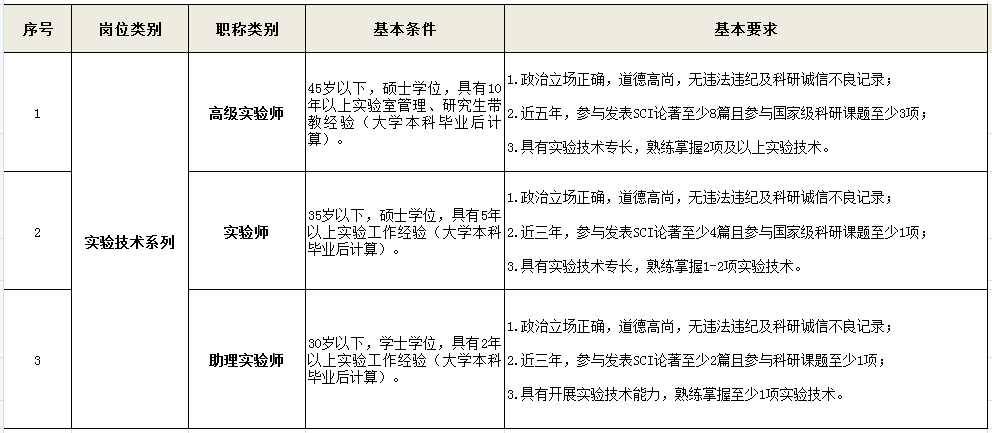 序号 岗位类别 职称类别 基本条件 基本要求
1
实验技术系列
高级实验师
45岁以下，硕士学位，具有10
年以上实验室管理、研究生带
教经验（大学本科毕业后计
算）。
1.政治立场正确，道德高尚，无违法违纪及科研诚信不良记录；
2.近五年，参与发表SCI论著至少8篇且参与国家级科研课题至少3项；
3.具有实验技术专长，熟练掌握2项及以上实验技术。
2
实验师
35岁以下，硕士学位，具有5年
以上实验工作经验（大学本科
毕业后计算）。
1.政治立场正确，道德高尚，无违法违纪及科研诚信不良记录；
2.近三年，参与发表SCI论著至少4篇且参与国家级科研课题至少1项；
3.具有实验技术专长，熟练掌握1-2项实验技术。
3
助理实验师
30岁以下，学士学位，具有2年
以上实验工作经验（大学本科
毕业后计算）。
1.政治立场正确，道德高尚，无违法违纪及科研诚信不良记录；
2.近三年，参与发表SCI论著至少2篇且参与科研课题至少1项；
3.具有开展实验技术能力，熟练掌握至少1项实验技术。